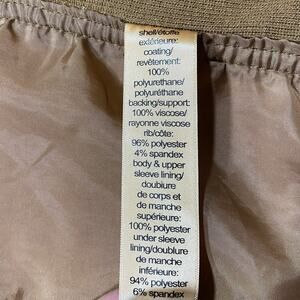 shell/étoffe
extérieure:
coating/
revêtement:
100%
polyurethane/
polyuréthane
backing/support:
100% viscose/
rayonne viscose
rib/côte:
96% polyester
4% spandex
body & upper
sleeve lining/
doubiure
de corps et
de manche
supérieure:
100% polyester
under sleeve
lining/doublure
de manche
inférieure:
94% polyester
6% spandex